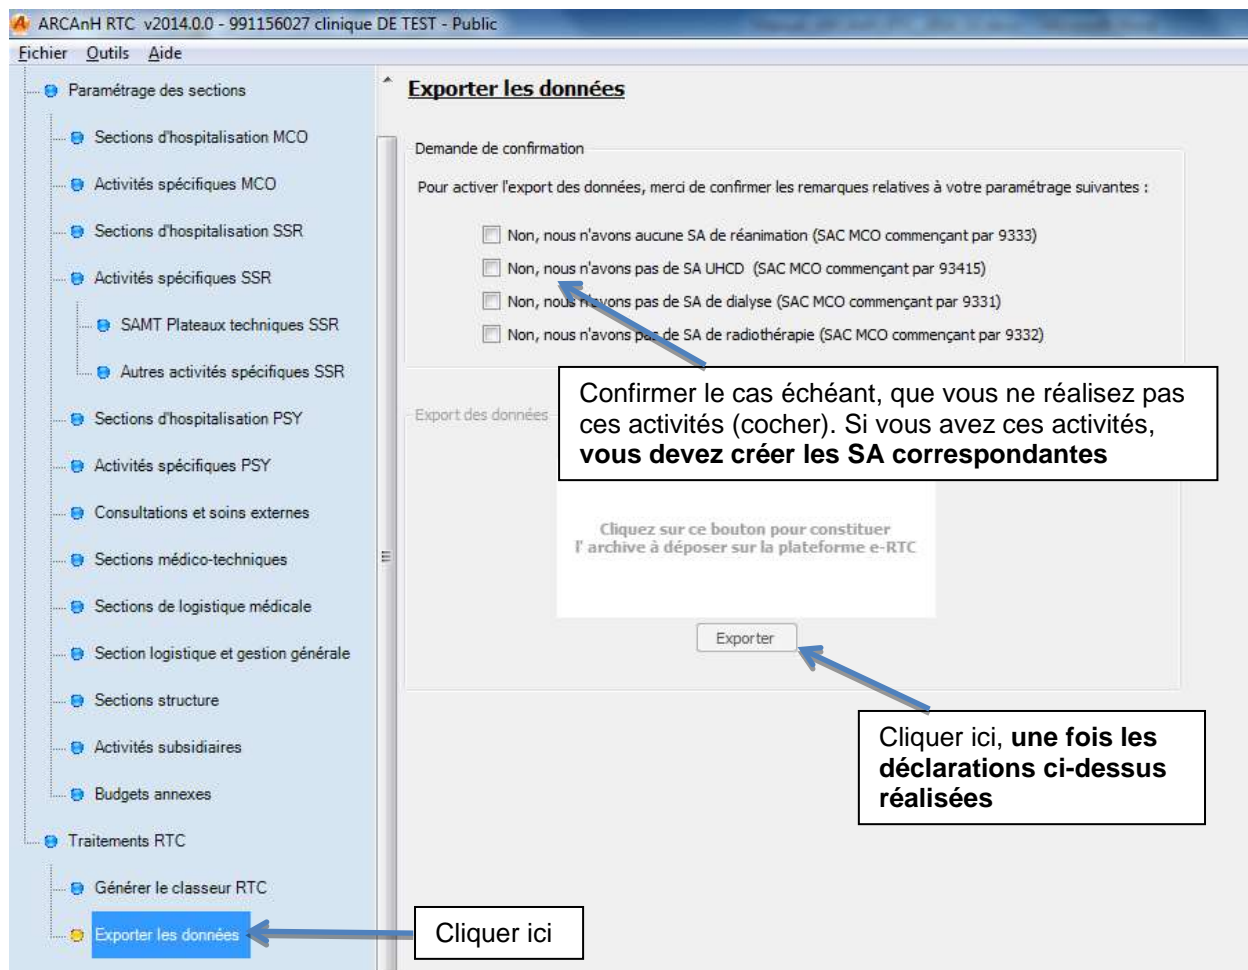 ARCAnH RTC v2014.0.0 - 991156027 clinique DE TEST - Public
Fichier Outils Aide
Paramétrage des sections
Sections d'hospitalisation MCO
Activités spécifiques MCO
Sections d'hospitalisation SSR
Activités spécifiques SSR
SAMT Plateaux techniques SSR
Autres activités spécifiques SSR
Sections d'hospitalisation PSY
Activités spécifiques PSY
Consultations et soins externes
Sections médico-techniques
Sections de logistique médicale
Section logistique et gestion générale
Sections structure
Activités subsidiaires
Budgets annexes
Traitements RTC
Générer le classeur RTC
Exporter les données
Exporter les données
Demande de confirmation
Pour activer l'export des données, merci de confirmer les remarques relatives à votre paramétrage suivantes :
Non, nous n'avons aucune SA de réanimation (SAC MCO commençant par 9333)
Non, nous n'avons pas de SA UHCD (SAC MCO commençant par 93415)
Non, nous n'avons pas de SA de dialyse (SAC MCO commençant par 9331)
Non, nous n'avons pas de SA de radiothérapie (SAC MCO commençant par 9332)
Confirmer le cas échéant, que vous ne réalisez pas
ces activités (cocher). Si vous avez ces activités,
vous devez créer les SA correspondantes
Export des données
Cliquez sur ce bouton pour constituer
l' archive à déposer sur la plateforme e-RTC
Exporter
Cliquer ici, une fois les
déclarations ci-dessus
réalisées
Cliquer ici